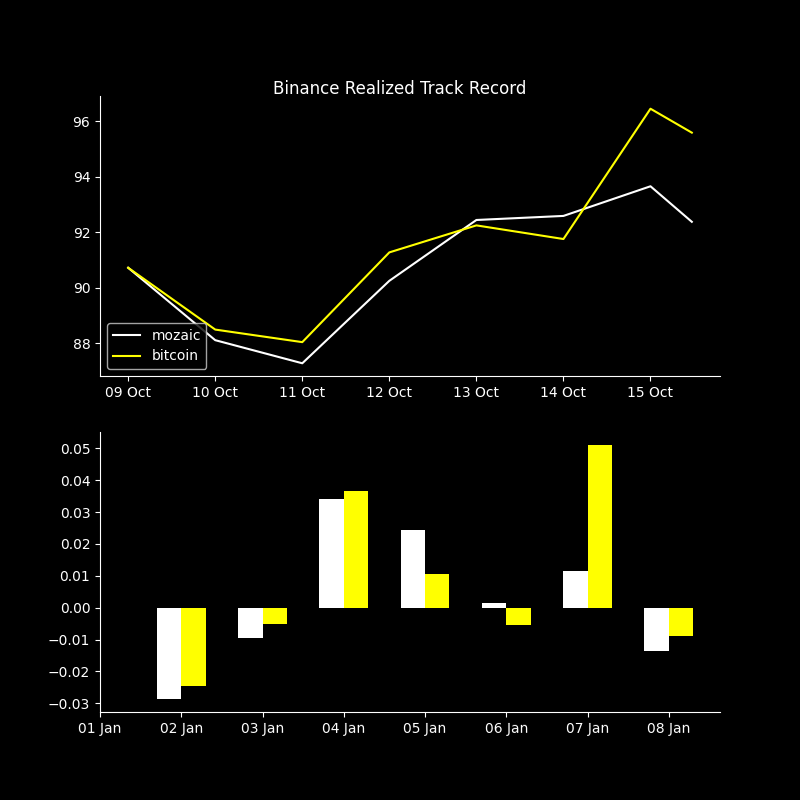 Binance Realized Track Record
96
94
92
90
88
mozaic
bitcoin
09 Oct 10 Oct 11 Oct 12 Oct 13 Oct 14 Oct 15 Oct
0.05
0.04
0.03
0.02
0.01
0.00
−0.01
−0.02
−0.03
01 Jan 02 Jan 03 Jan 04 Jan 05 Jan 06 Jan 07 Jan 08 Jan